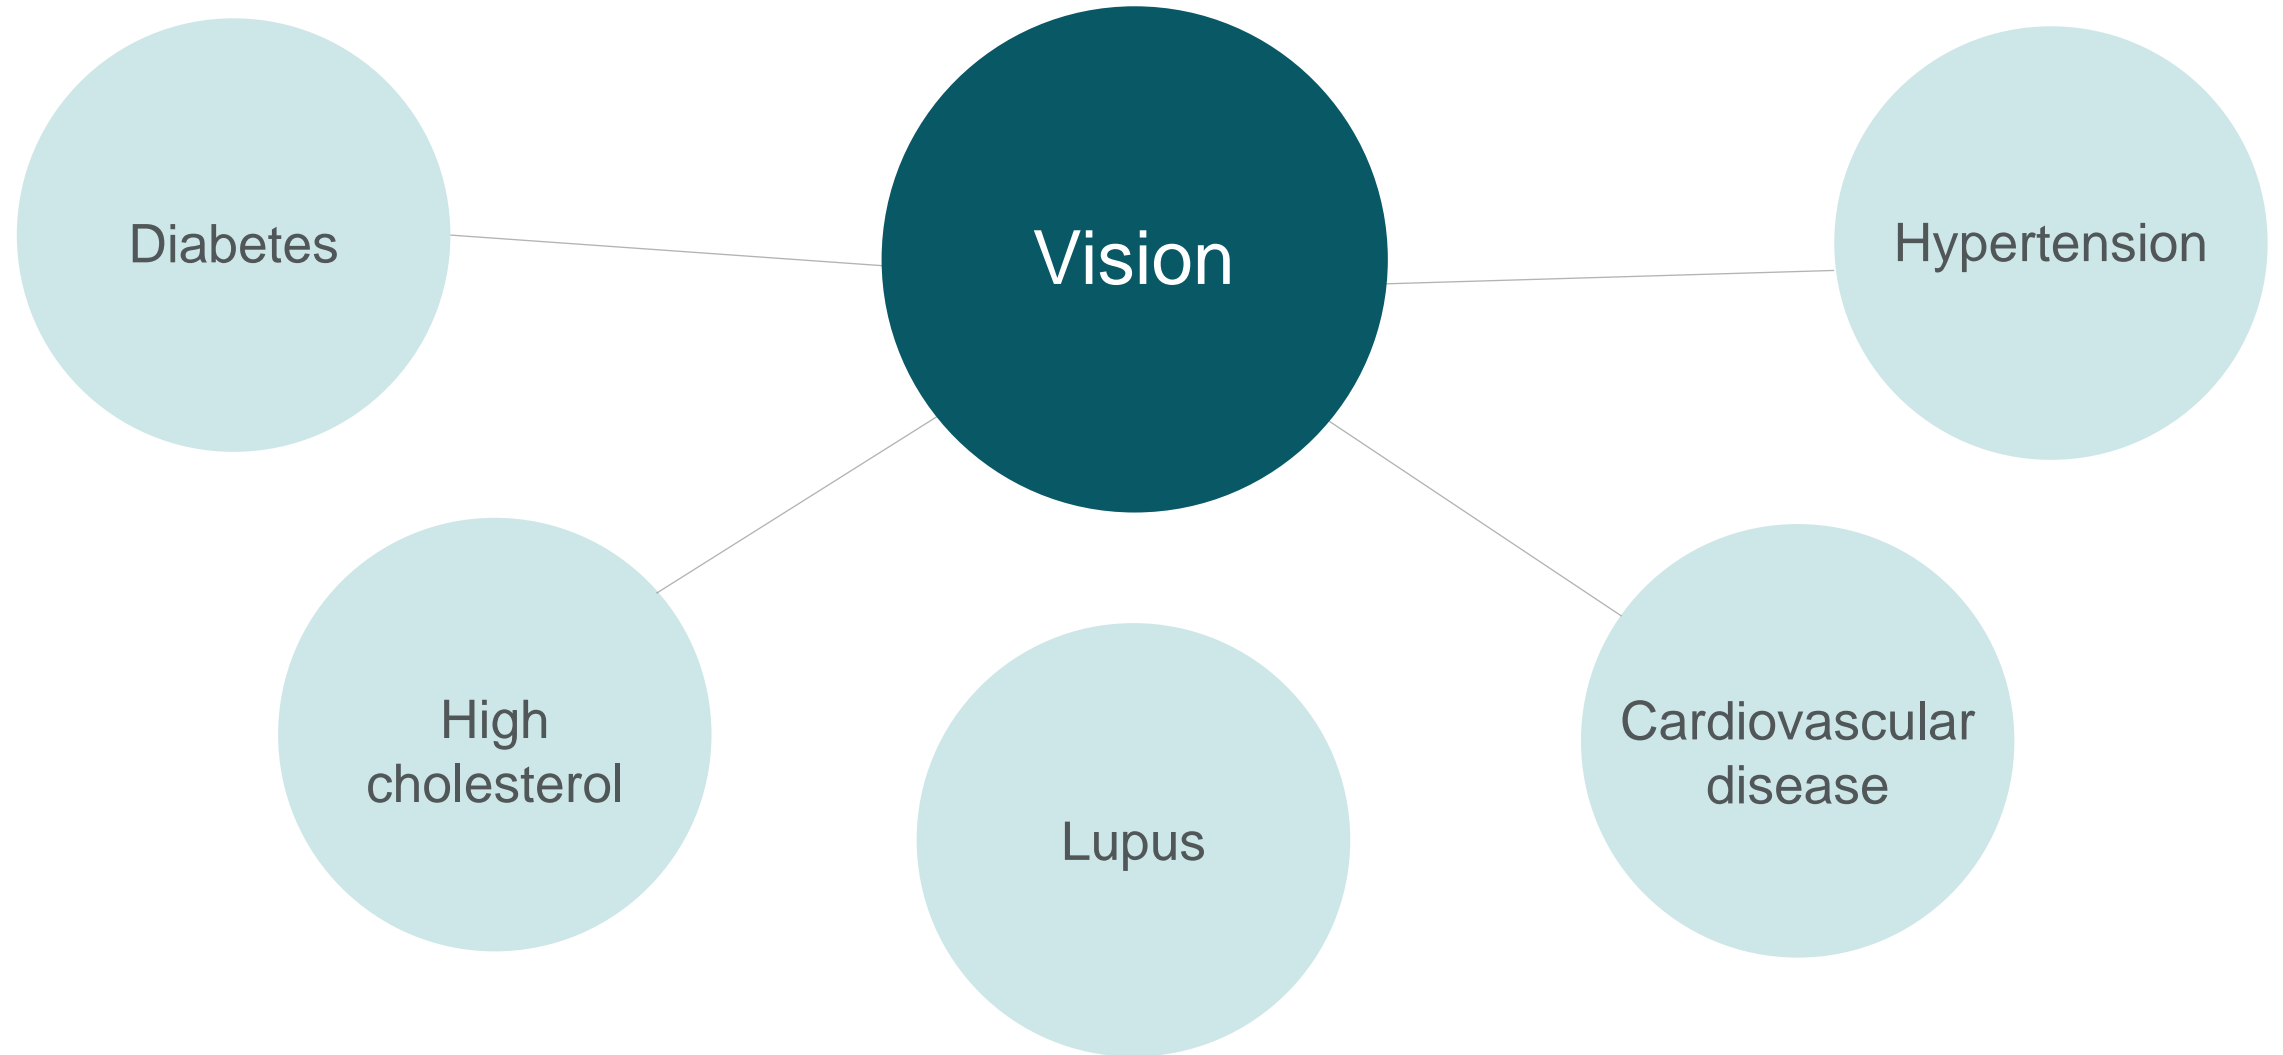 Vision
Diabetes
Hypertension
High
cholesterol
Cardiovascular
disease
Lupus